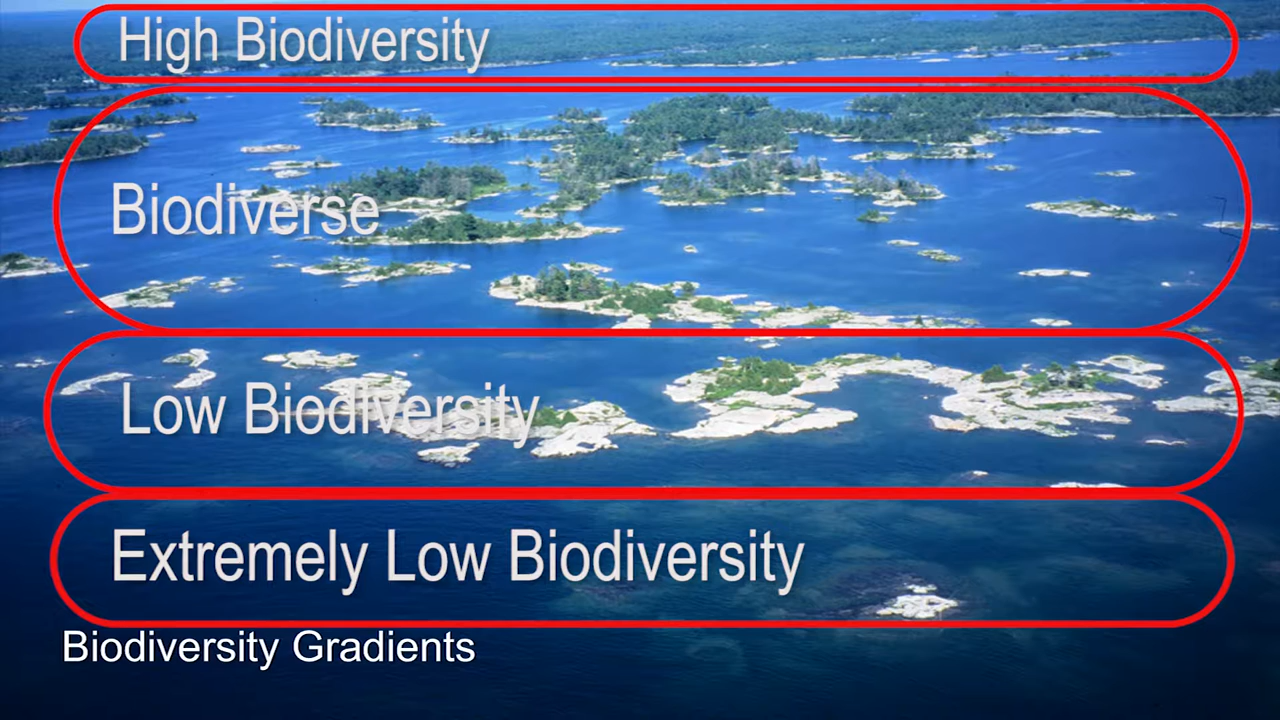 High Biodiversity
Biodiverse
Low Biodiversity
Extremely Low Biodiversity
Biodiversity Gradients